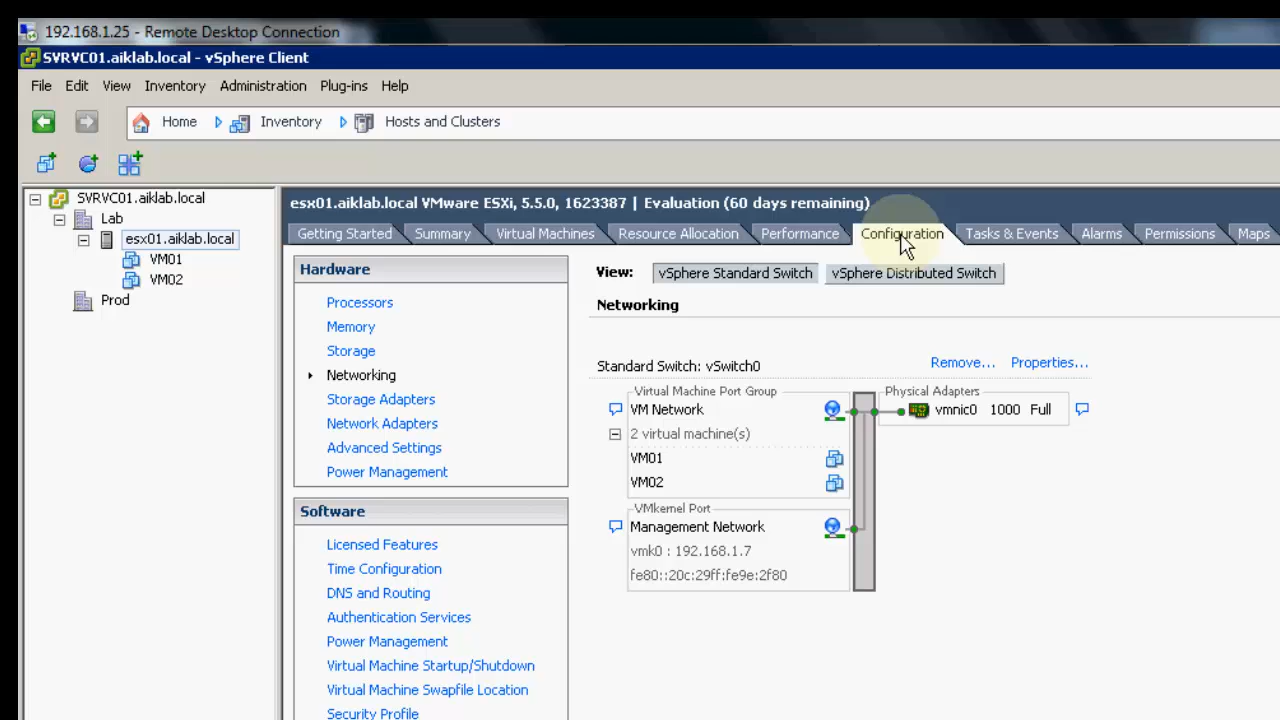 192.168.1.25 - Remote Desktop Connection
SVRVC01.aiklab.local - vSphere Client
File Edit View Inventory Administration Plug-ins Help
Home Inventory Hosts and Clusters
SVRVC01.aiklab.local
Lab
esx01.aiklab.local
VM01
VM02
Prod
esx01.aiklab.local VMware ESXi, 5.5.0, 1623387 | Evaluation (60 days remaining)
Getting Started Summary Virtual Machines Resource Allocation Performance Configuration Tasks & Events Alarms Permissions Maps
Hardware
Processors
Memory
Storage
Networking
Storage Adapters
Network Adapters
Advanced Settings
Power Management
Software
Licensed Features
Time Configuration
DNS and Routing
Authentication Services
Power Management
Virtual Machine Startup/Shutdown
Virtual Machine Swapfile Location
Security Profile
View: vSphere Standard Switch vSphere Distributed Switch
Networking
Standard Switch: vSwitch0 Remove... Properties...
Virtual Machine Port Group
VM Network
2 virtual machine(s)
VM01
VM02
VMkernel Port
Management Network
vmk0 : 192.168.1.7
fe80::20c:29ff:fe9e:2f80
Physical Adapters
vmnic0 1000 Full